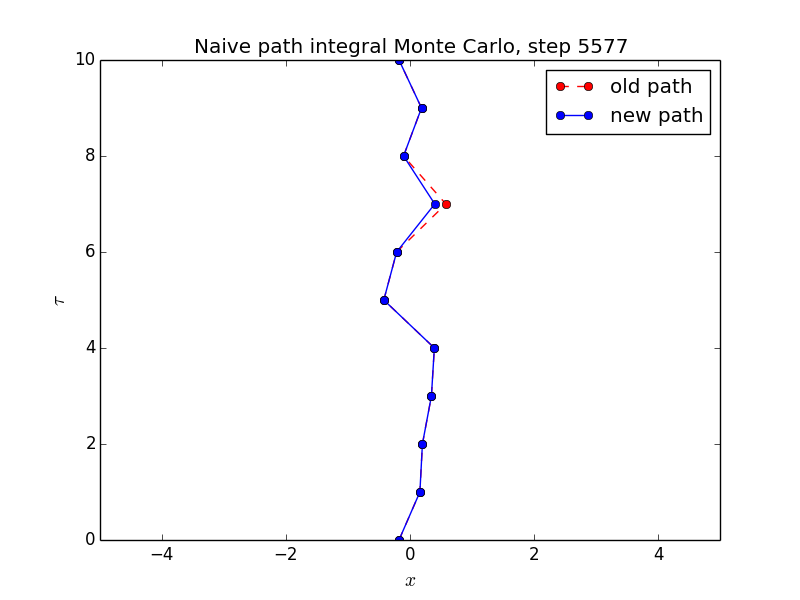 Naive path integral Monte Carlo, step 5577
old path
new path
10
8
6
4
2
0
τ
−4 −2 0 2 4
x